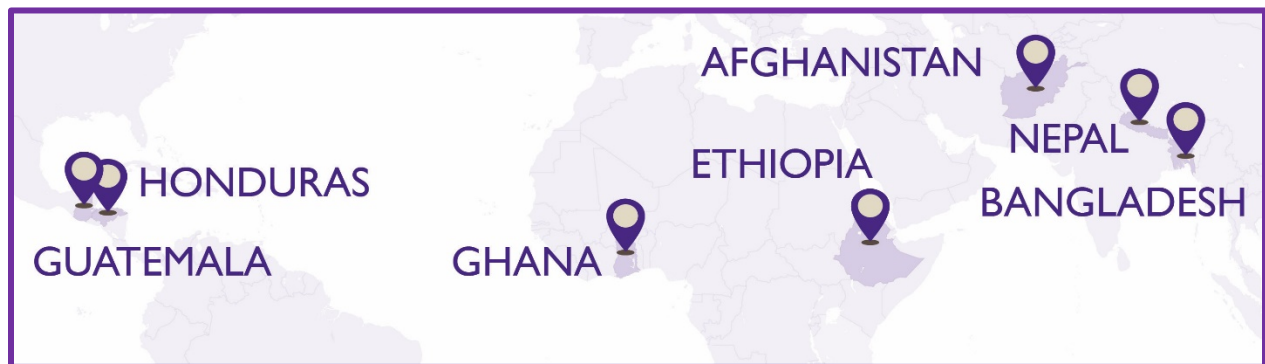 AFGHANISTAN
NEPAL
ETHIOPIA
HONDURAS
BANGLADESH
GUATEMALA
GHANA